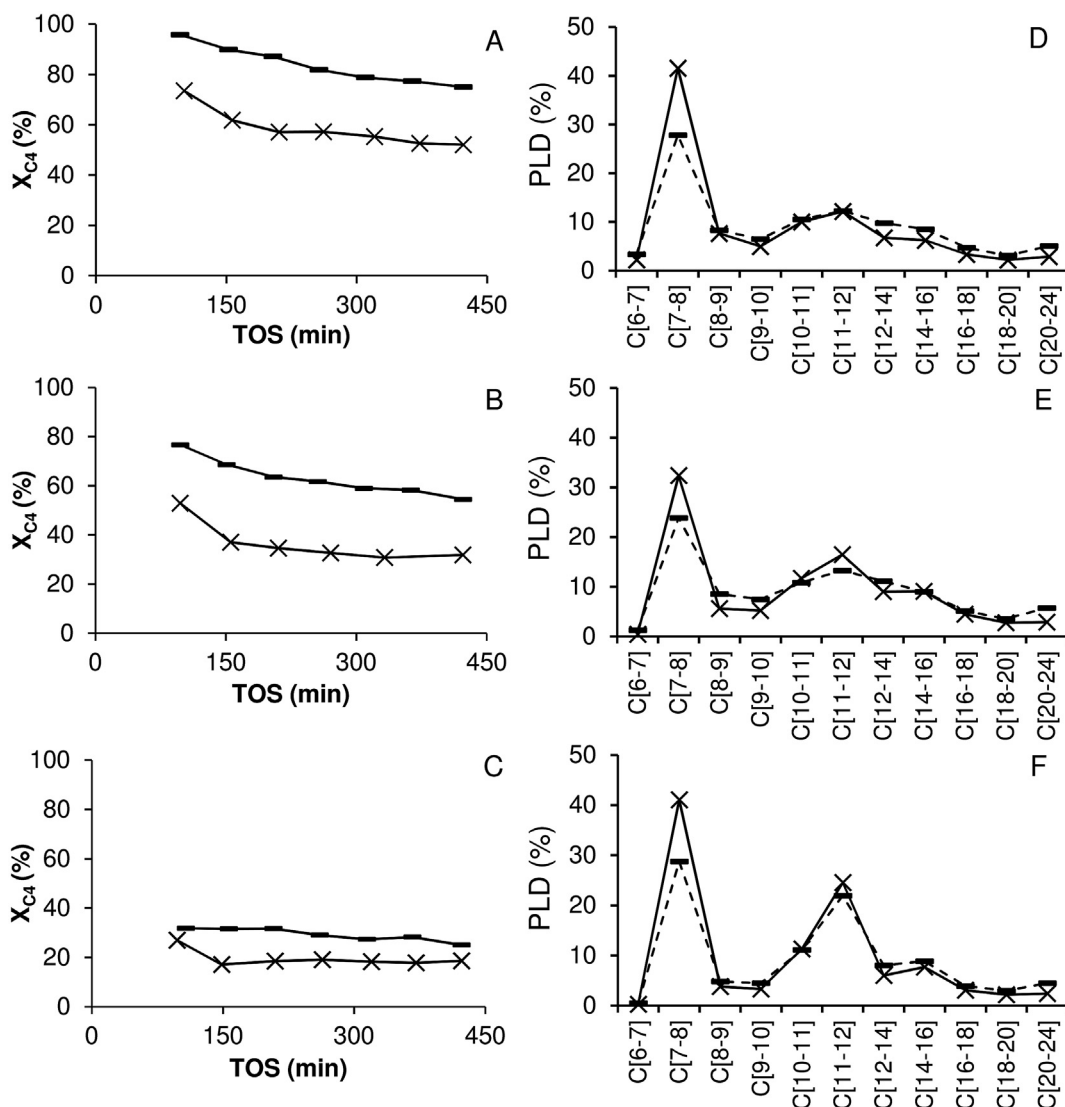 A
X_C4 (%)
100
80
60
40
20
0
0 150 300 450
TOS (min)
D
PLD (%)
50
40
30
20
10
0
C[6-7]
C[7-8]
C[8-9]
C[9-10]
C[10-11]
C[11-12]
C[12-14]
C[14-16]
C[16-18]
C[18-20]
C[20-24]
B
X_C4 (%)
100
80
60
40
20
0
0 150 300 450
TOS (min)
E
PLD (%)
50
40
30
20
10
0
C[6-7]
C[7-8]
C[8-9]
C[9-10]
C[10-11]
C[11-12]
C[12-14]
C[14-16]
C[16-18]
C[18-20]
C[20-24]
C
X_C4 (%)
100
80
60
40
20
0
0 150 300 450
TOS (min)
F
PLD (%)
50
40
30
20
10
0
C[6-7]
C[7-8]
C[8-9]
C[9-10]
C[10-11]
C[11-12]
C[12-14]
C[14-16]
C[16-18]
C[18-20]
C[20-24]